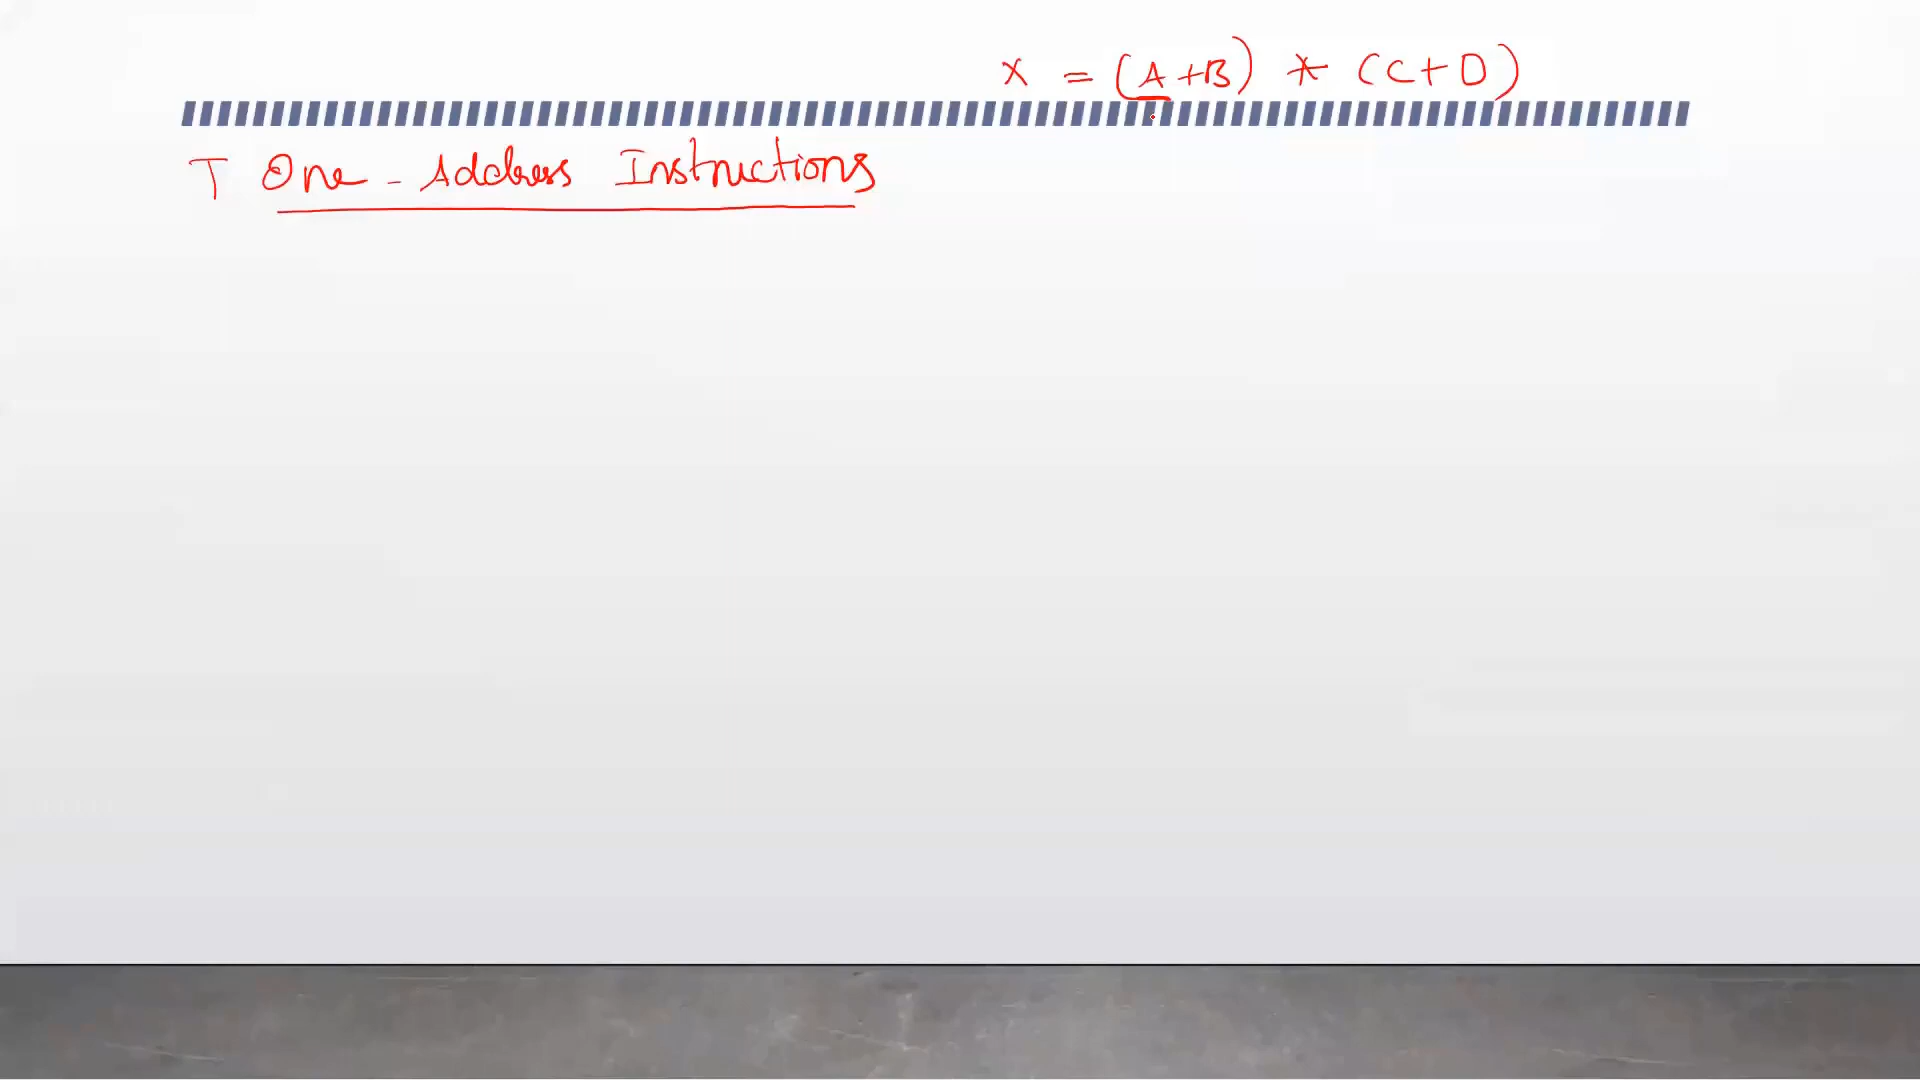 X = (A+B) * (C+D)
T One - Address Instructions